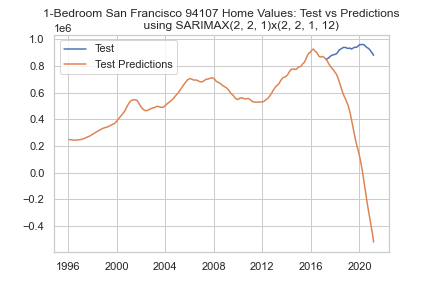 1-Bedroom San Francisco 94107 Home Values: Test vs Predictions
using SARIMAX(2, 2, 1)x(2, 2, 1, 12)
1e6
Test
Test Predictions
1.0
0.8
0.6
0.4
0.2
0.0
−0.2
−0.4
1996 2000 2004 2008 2012 2016 2020